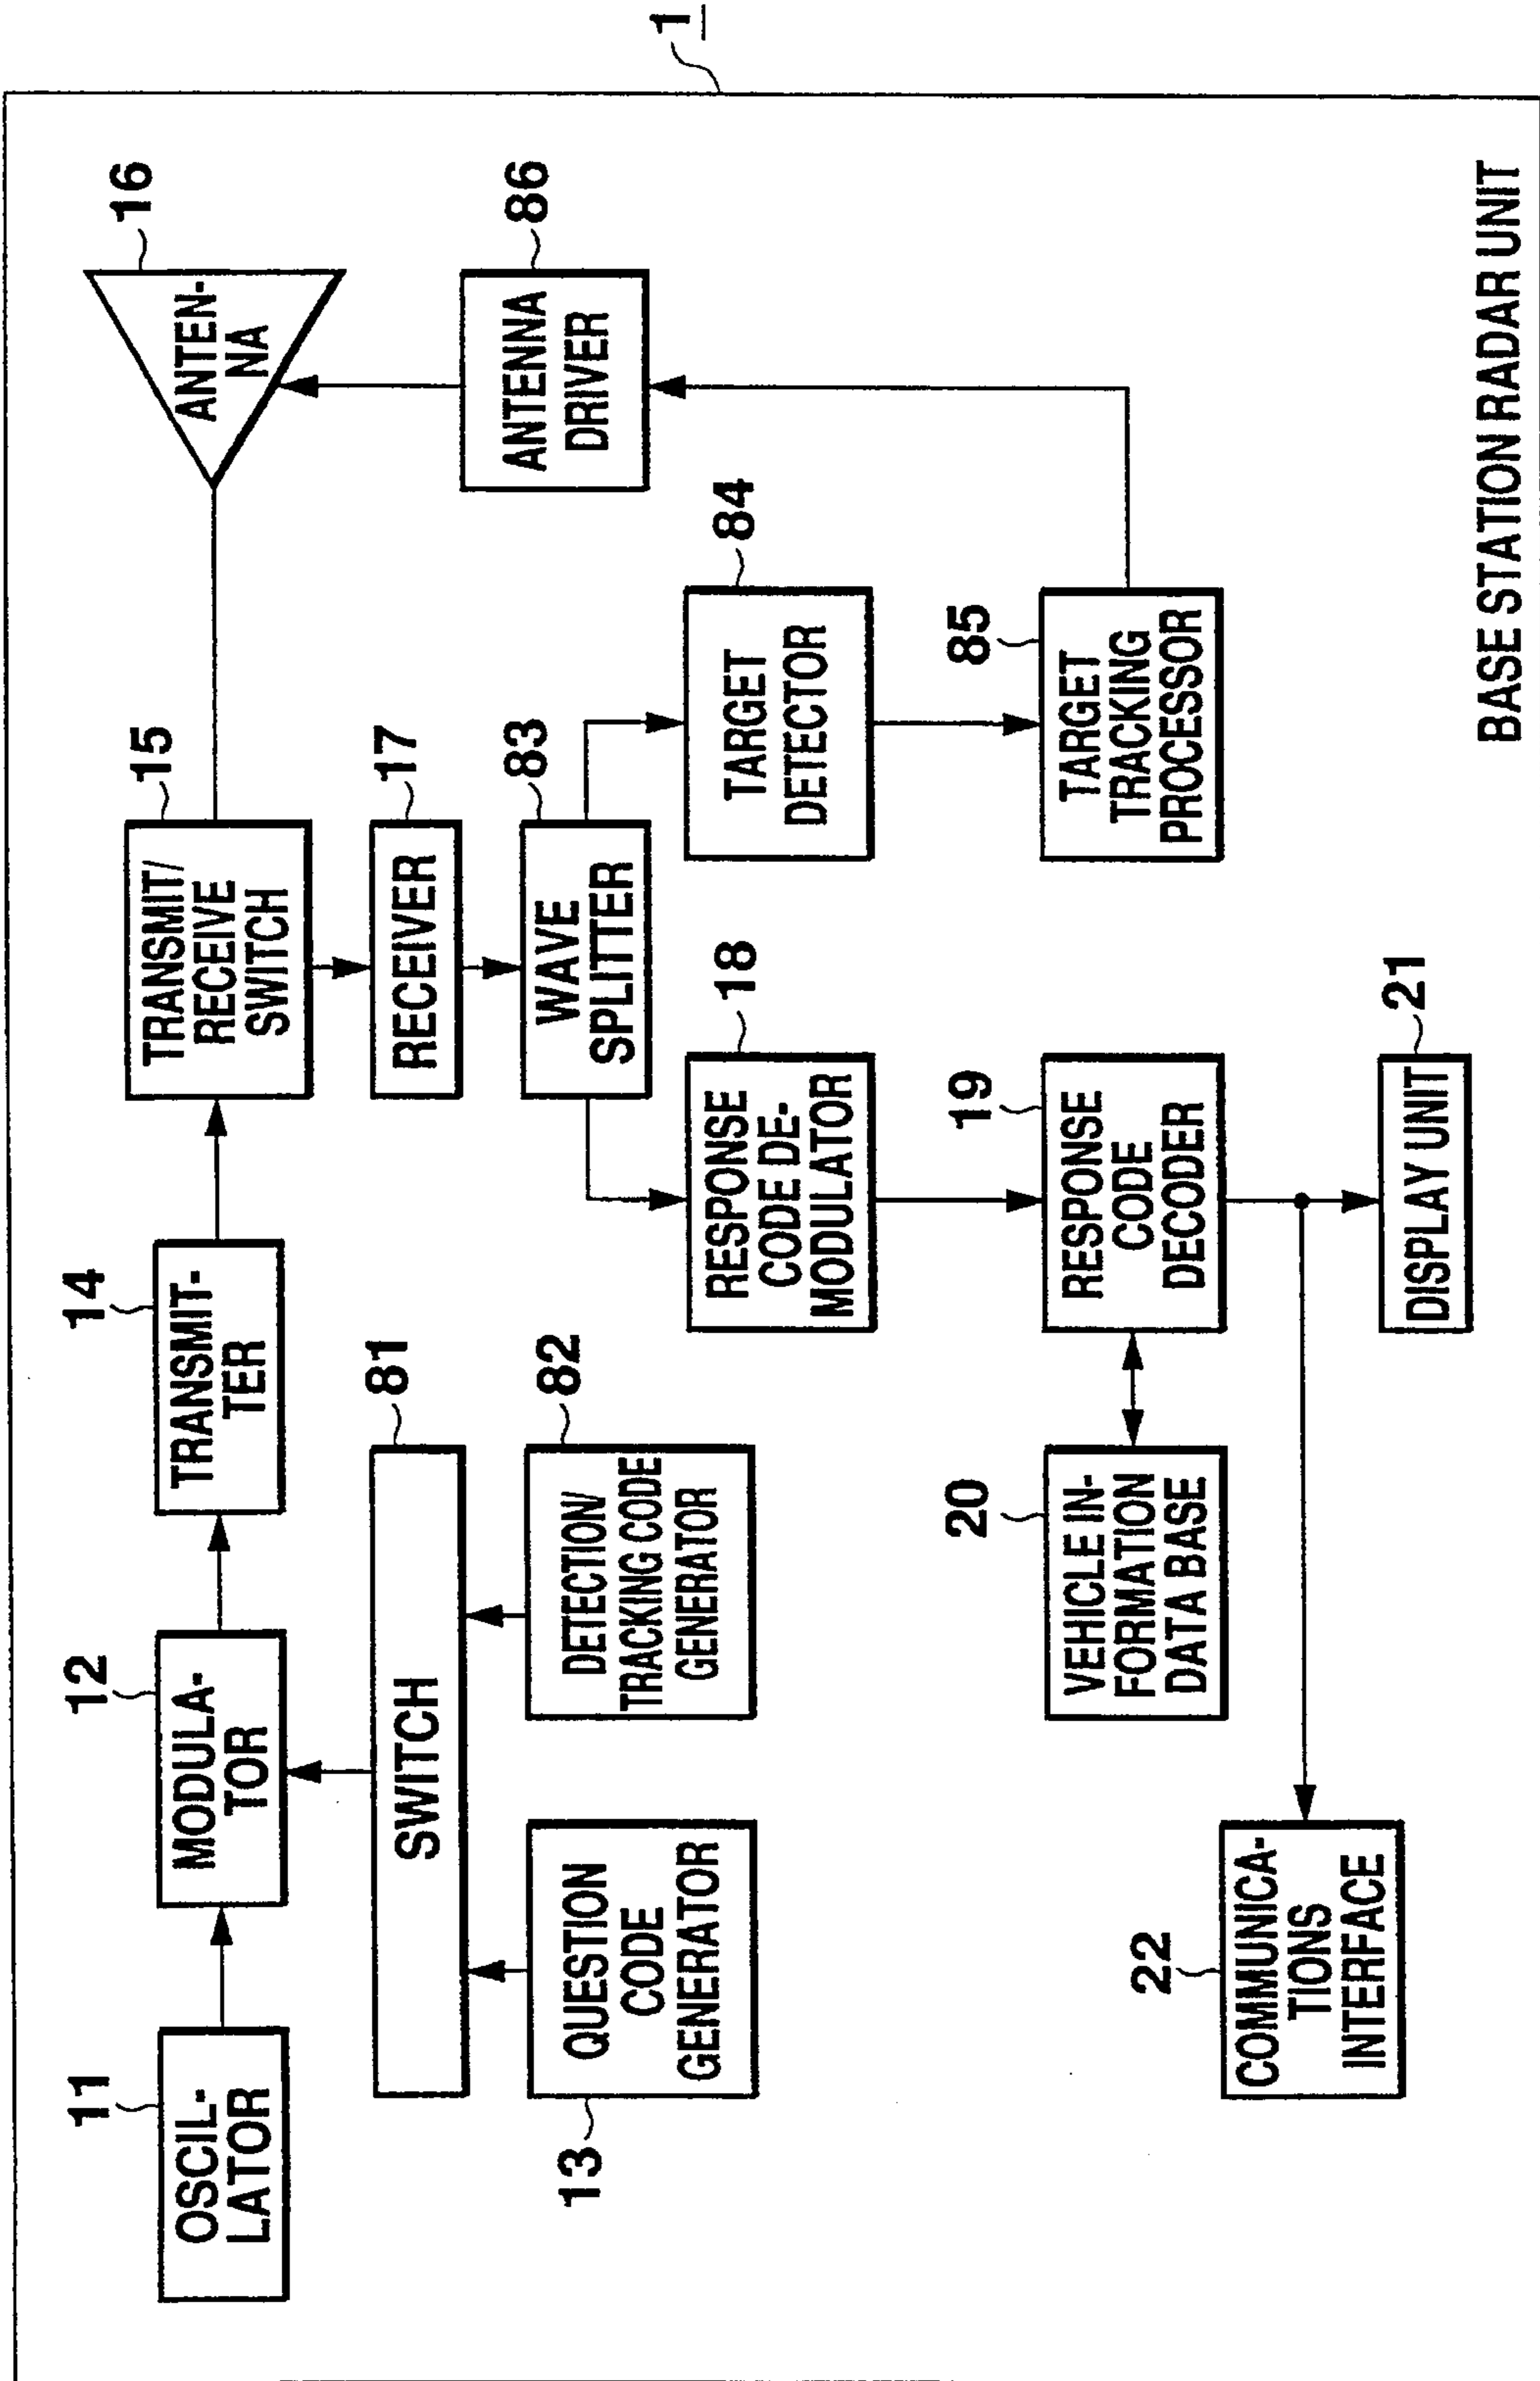 1
11
OSCIL-
LATOR
12
MODULA-
TOR
14
TRANSMIT-
TER
15
TRANSMIT/
RECEIVE
SWITCH
16
ANTEN-
NA
81
SWITCH
17
RECEIVER
86
ANTENNA
DRIVER
13
QUESTION
CODE
GENERATOR
82
DETECTION/
TRACKING CODE
GENERATOR
83
WAVE
SPLITTER
18
RESPONSE
CODE DE-
MODULATOR
84
TARGET
DETECTOR
20
VEHICLE IN-
FORMATION
DATA BASE
19
RESPONSE
CODE
DECODER
85
TARGET
TRACKING
PROCESSOR
22
COMMUNICA-
TIONS
INTERFACE
21
DISPLAY UNIT
BASE STATION RADAR UNIT